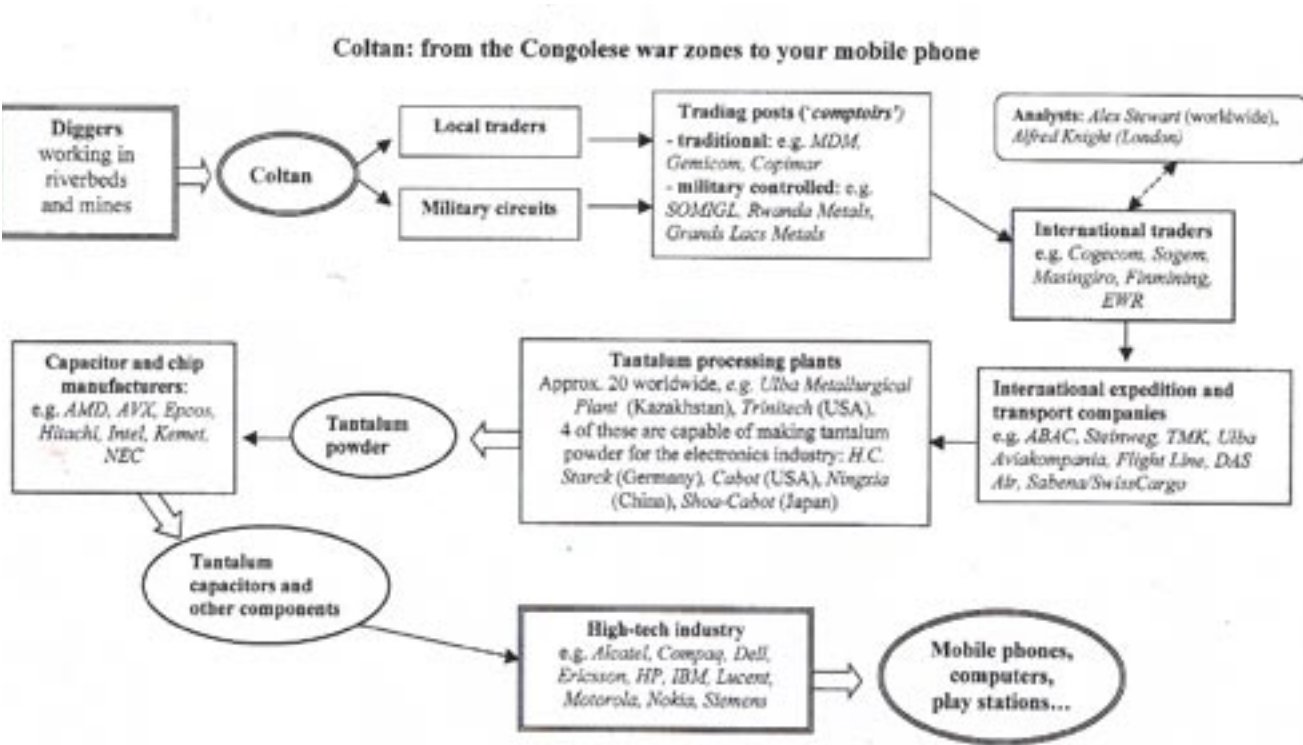 Coltan: from the Congolese war zones to your mobile phone
Diggers
working in
riverbeds
and mines
Coltan
Local traders
Military circuits
Trading posts ('comptoirs')
- traditional: e.g. MDM,
Gemicom, Copimar
- military controlled: e.g.
SOMIGL, Rwanda Metals,
Grands Lacs Metals
Analysts: Alex Stewart (worldwide),
Alfred Knight (London)
International traders
e.g. Cogecom, Sogem,
Masingiro, Finmining,
EWR
International expedition and
transport companies
e.g. ABAC, Steinweg, TMK, Ulba
Aviakompania, Flight Line, DAS
Air, Sabena/SwissCargo
Tantalum processing plants
Approx. 20 worldwide, e.g. Ulba Metallurgical
Plant (Kazakhstan), Trinitech (USA).
4 of these are capable of making tantalum
powder for the electronics industry: H.C.
Starck (Germany), Cabot (USA), Ningxia
(China), Shoa-Cabot (Japan)
Tantalum
powder
Capacitor and chip
manufacturers:
e.g. AMD, AVX, Epcos,
Hitachi, Intel, Kemet,
NEC
Tantalum
capacitors and
other components
High-tech industry
e.g. Alcatel, Compaq, Dell,
Ericsson, HP, IBM, Lucent,
Motorola, Nokia, Siemens
Mobile phones,
computers,
play stations...